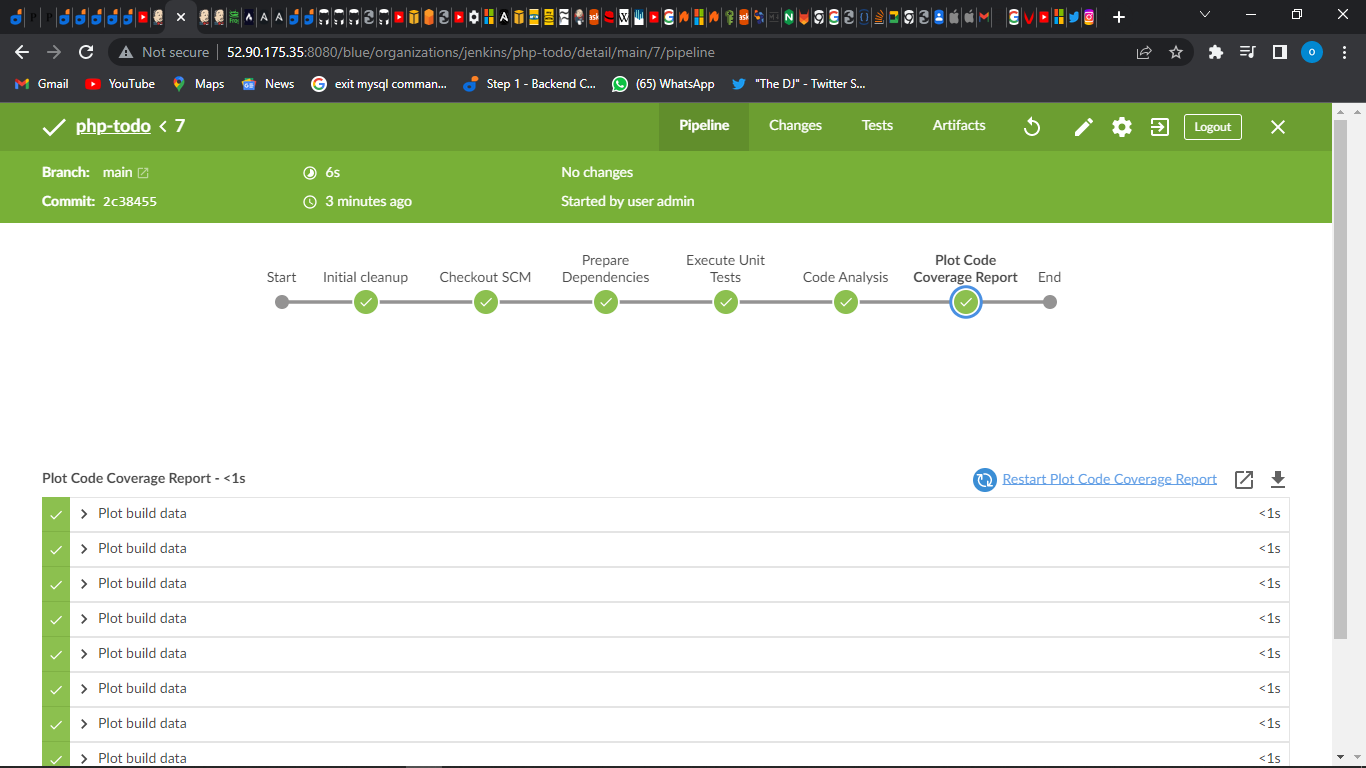 Not secure | 52.90.175.35:8080/blue/organizations/jenkins/php-todo/detail/main/7/pipeline
Gmail YouTube Maps News exit mysql comman... Step 1 - Backend C... (65) WhatsApp "The DJ" - Twitter S...
php-todo < 7 Pipeline Changes Tests Artifacts Logout
Branch: main 6s No changes
Commit: 2c38455 3 minutes ago Started by user admin
Start Initial cleanup Checkout SCM Prepare Dependencies Execute Unit Tests Code Analysis Plot Code Coverage Report End
Plot Code Coverage Report - <1s Restart Plot Code Coverage Report
Plot build data <1s
Plot build data <1s
Plot build data <1s
Plot build data <1s
Plot build data <1s
Plot build data <1s
Plot build data <1s
Plot build data <1s